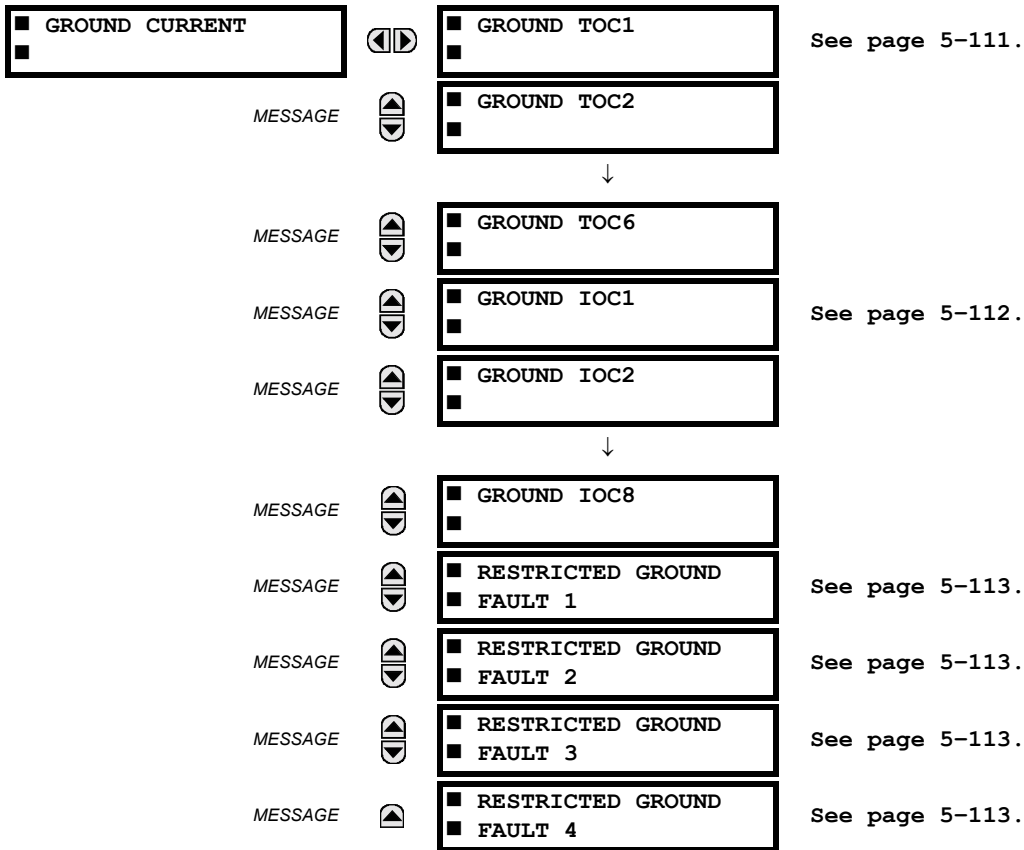 ■ GROUND CURRENT
■
■ GROUND TOC1
■
See page 5–111.
MESSAGE
■ GROUND TOC2
■
↓
MESSAGE
■ GROUND TOC6
■
MESSAGE
■ GROUND IOC1
■
See page 5–112.
MESSAGE
■ GROUND IOC2
■
↓
MESSAGE
■ GROUND IOC8
■
MESSAGE
■ RESTRICTED GROUND
■ FAULT 1
See page 5–113.
MESSAGE
■ RESTRICTED GROUND
■ FAULT 2
See page 5–113.
MESSAGE
■ RESTRICTED GROUND
■ FAULT 3
See page 5–113.
MESSAGE
■ RESTRICTED GROUND
■ FAULT 4
See page 5–113.